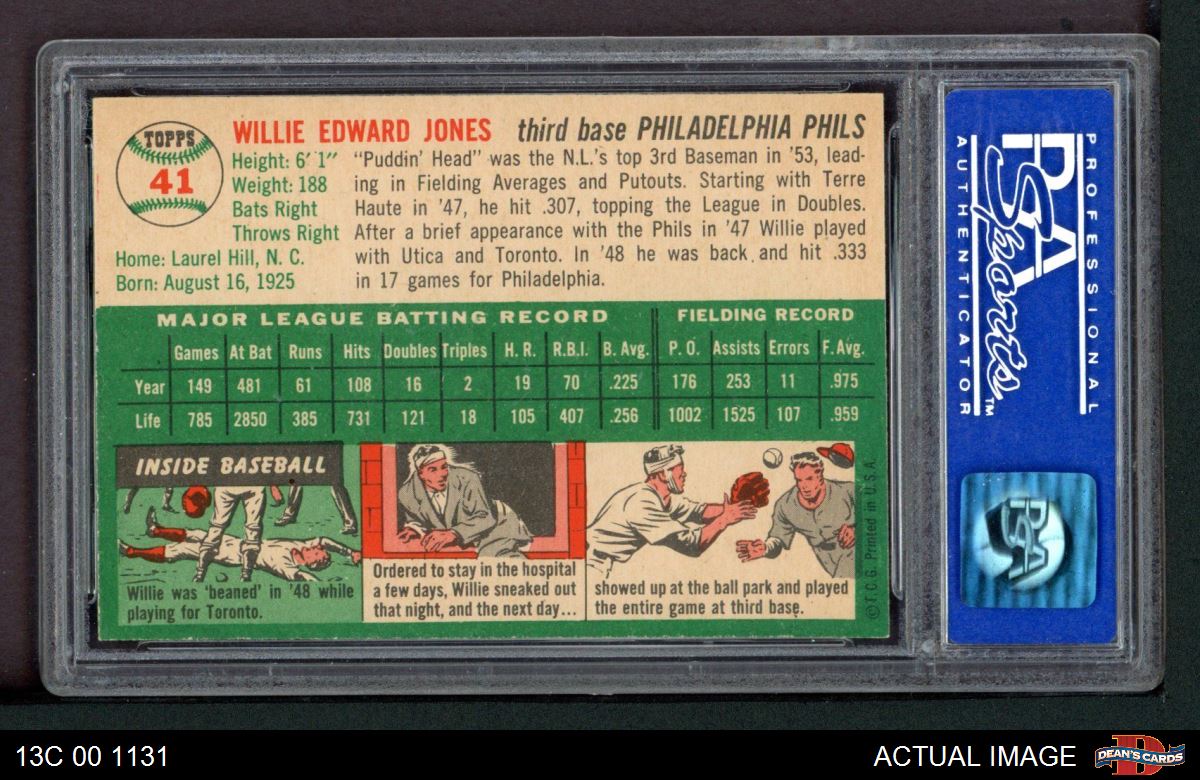 TOPPS
41
WILLIE EDWARD JONES third base PHILADELPHIA PHILS
Height: 6' 1"
Weight: 188
Bats Right
Throws Right
Home: Laurel Hill, N. C.
Born: August 16, 1925
"Puddin' Head" was the N.L.'s top 3rd Baseman in '53, lead-
ing in Fielding Averages and Putouts. Starting with Terre
Haute in '47, he hit .307, topping the League in Doubles.
After a brief appearance with the Phils in '47 Willie played
with Utica and Toronto. In '48 he was back and hit .333
in 17 games for Philadelphia.
MAJOR LEAGUE BATTING RECORD FIELDING RECORD
Games At Bat Runs Hits Doubles Triples H. R. R.B.I. B. Avg. P. O. Assists Errors F. Avg.
Year 149 481 61 108 16 2 19 70 .225 176 253 11 .975
Life 785 2850 385 731 121 18 105 407 .256 1002 1525 107 .959
INSIDE BASEBALL
Willie was 'beaned' in '48 while
playing for Toronto.
Ordered to stay in the hospital
a few days, Willie sneaked out
that night, and the next day...
showed up at the ball park and played
the entire game at third base.
© T.C.G. Printed in U.S.A.
PROFESSIONAL
PSA
Sports™
AUTHENTICATOR
PSA
13C 00 1131
ACTUAL IMAGE
DEAN'S CARDS